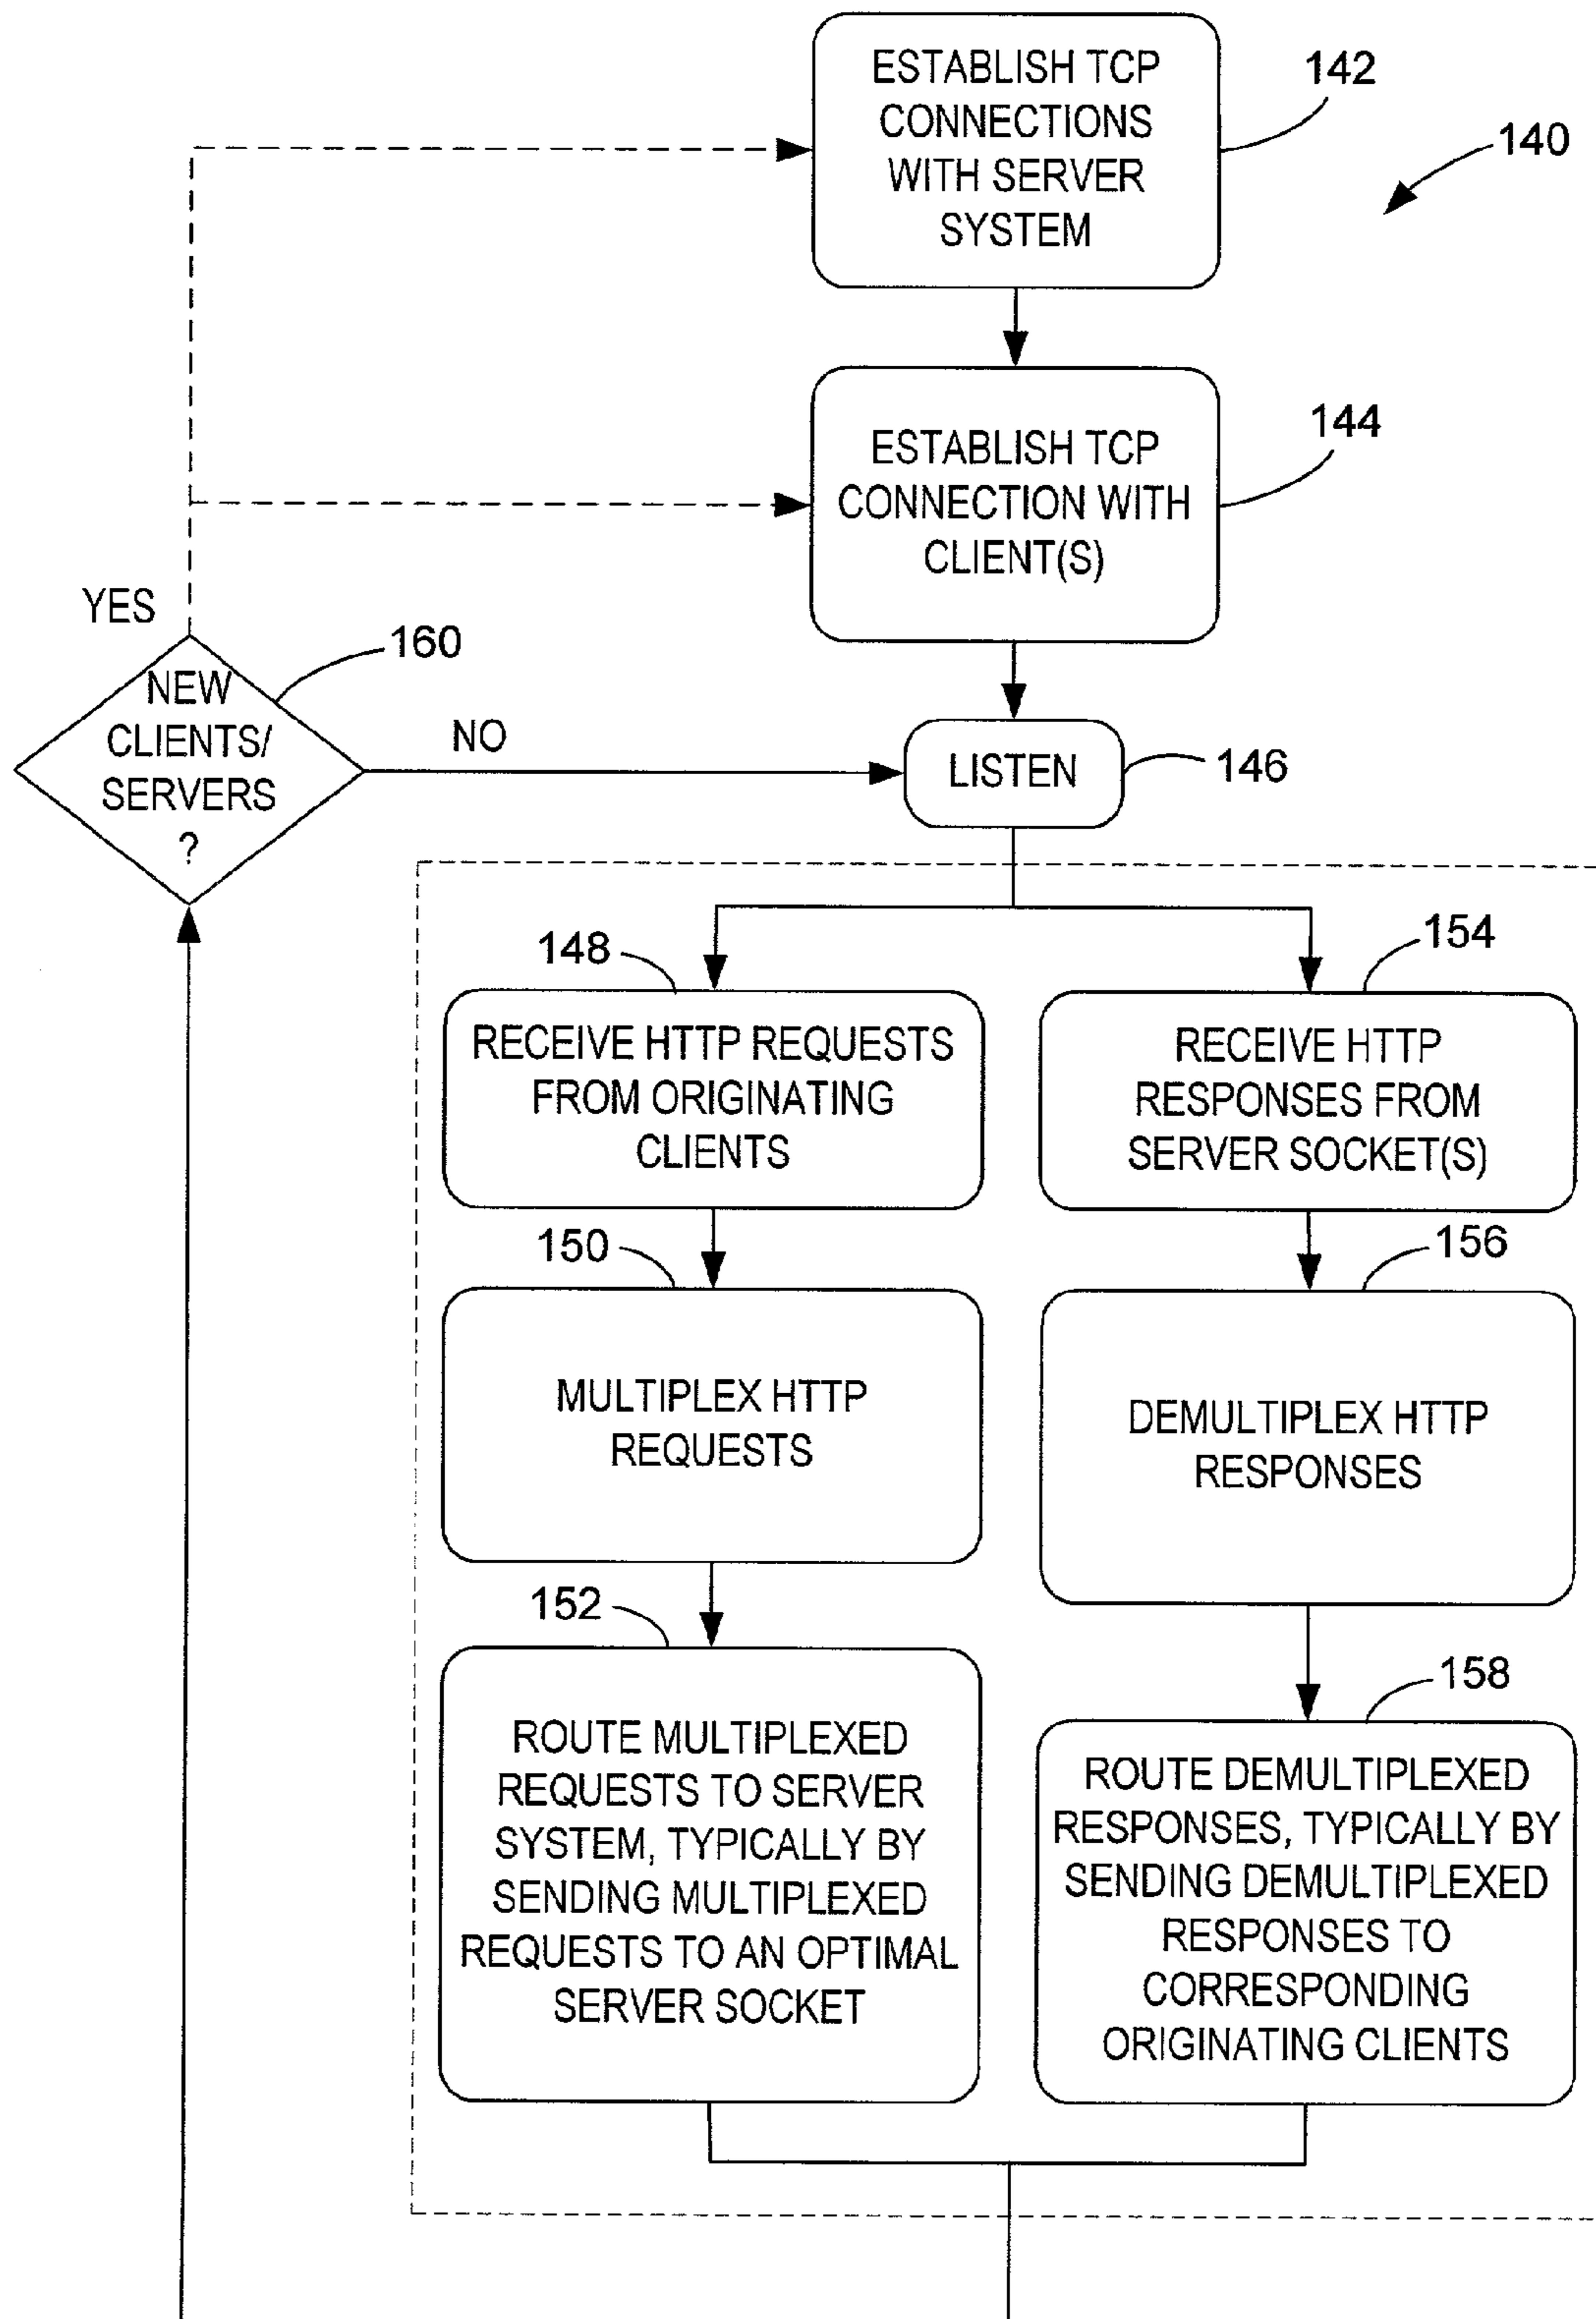 ESTABLISH TCP
CONNECTIONS
WITH SERVER
SYSTEM
142
140
ESTABLISH TCP
CONNECTION WITH
CLIENT(S)
144
YES
160
NEW
CLIENTS/
SERVERS
?
NO
LISTEN
146
148
RECEIVE HTTP REQUESTS
FROM ORIGINATING
CLIENTS
154
RECEIVE HTTP
RESPONSES FROM
SERVER SOCKET(S)
150
MULTIPLEX HTTP
REQUESTS
156
DEMULTIPLEX HTTP
RESPONSES
152
ROUTE MULTIPLEXED
REQUESTS TO SERVER
SYSTEM, TYPICALLY BY
SENDING MULTIPLEXED
REQUESTS TO AN OPTIMAL
SERVER SOCKET
158
ROUTE DEMULTIPLEXED
RESPONSES, TYPICALLY BY
SENDING DEMULTIPLEXED
RESPONSES TO
CORRESPONDING
ORIGINATING CLIENTS